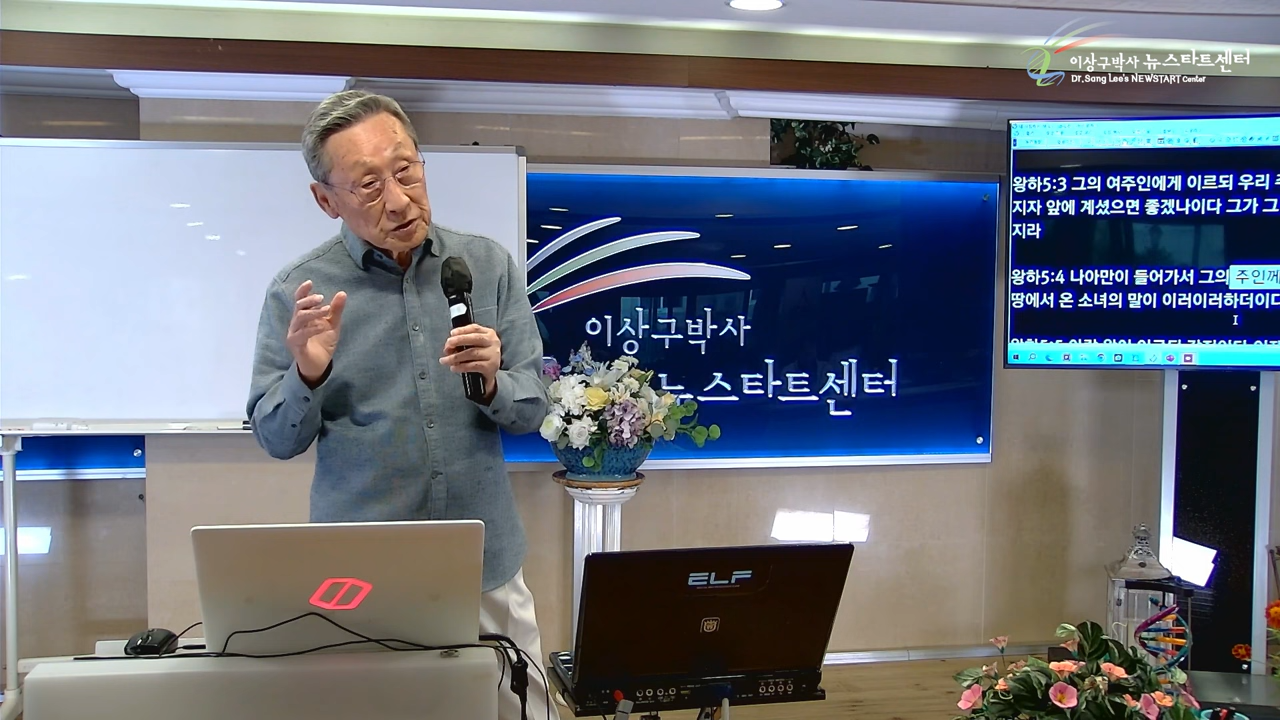 이상구박사 뉴스타트센터
Dr.Sang Lee's NEWSTART Center
왕하5:3 그의 여주인에게 이르되 우리
지자 앞에 계셨으면 좋겠나이다 그가 그
지라
왕하5:4 나아만이 들어가서 그의 주인께
땅에서 온 소녀의 말이 이러이러하더이다
이상구박사
뉴스타트센터
ELF